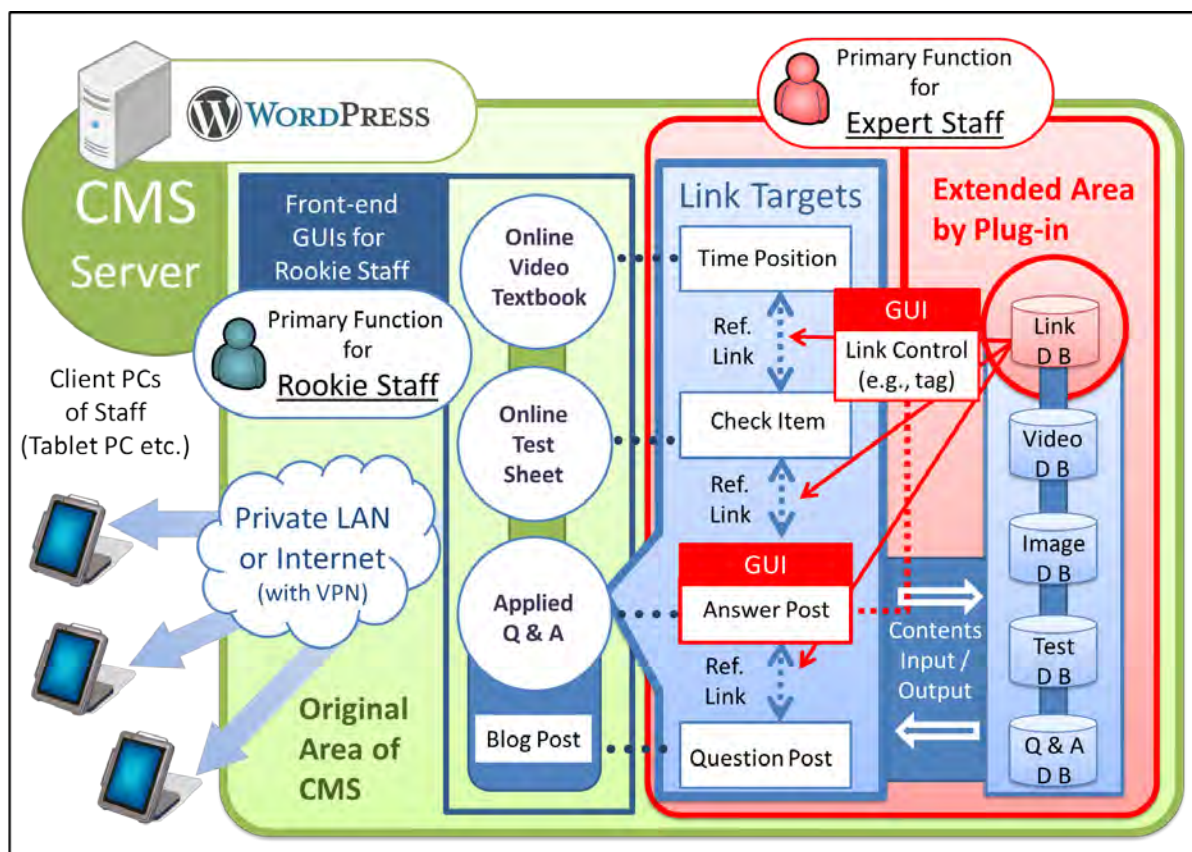 WORDPRESS
CMS
Server
Primary Function
for
Expert Staff
Front-end
GUIs for
Rookie Staff
Primary Function
for
Rookie Staff
Client PCs
of Staff
(Tablet PC etc.)
Private LAN
or Internet
(with VPN)
Original
Area of
CMS
Online
Video
Textbook
Online
Test
Sheet
Applied
Q & A
Blog Post
Link Targets
Time Position
Ref.
Link
Check Item
Ref.
Link
GUI
Answer Post
Ref.
Link
Question Post
GUI
Link Control
(e.g., tag)
Extended Area
by Plug-in
Link
D B
Video
D B
Image
D B
Test
D B
Q & A
D B
Contents
Input /
Output